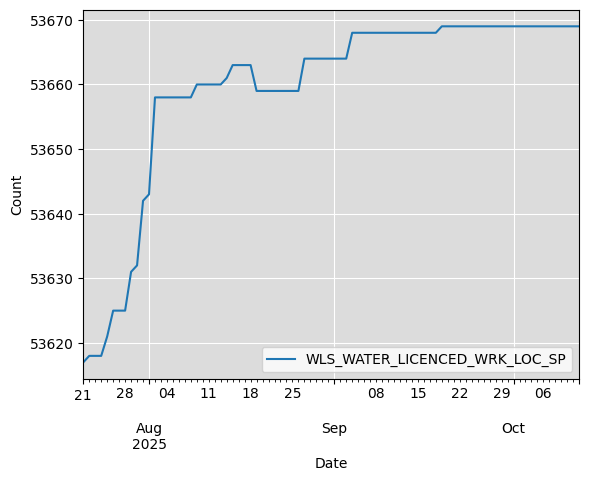 53670
53660
53650
53640
53630
53620
Count
WLS_WATER_LICENCED_WRK_LOC_SP
21 28 04 11 18 25 08 15 22 29 06
Aug Sep Oct
2025
Date